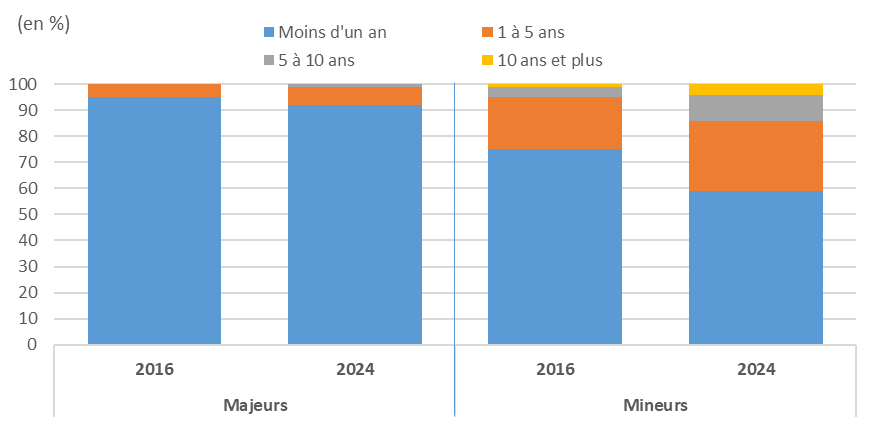 (en %)
Moins d'un an
1 à 5 ans
5 à 10 ans
10 ans et plus
100
90
80
70
60
50
40
30
20
10
0
2016
2024
2016
2024
Majeurs
Mineurs